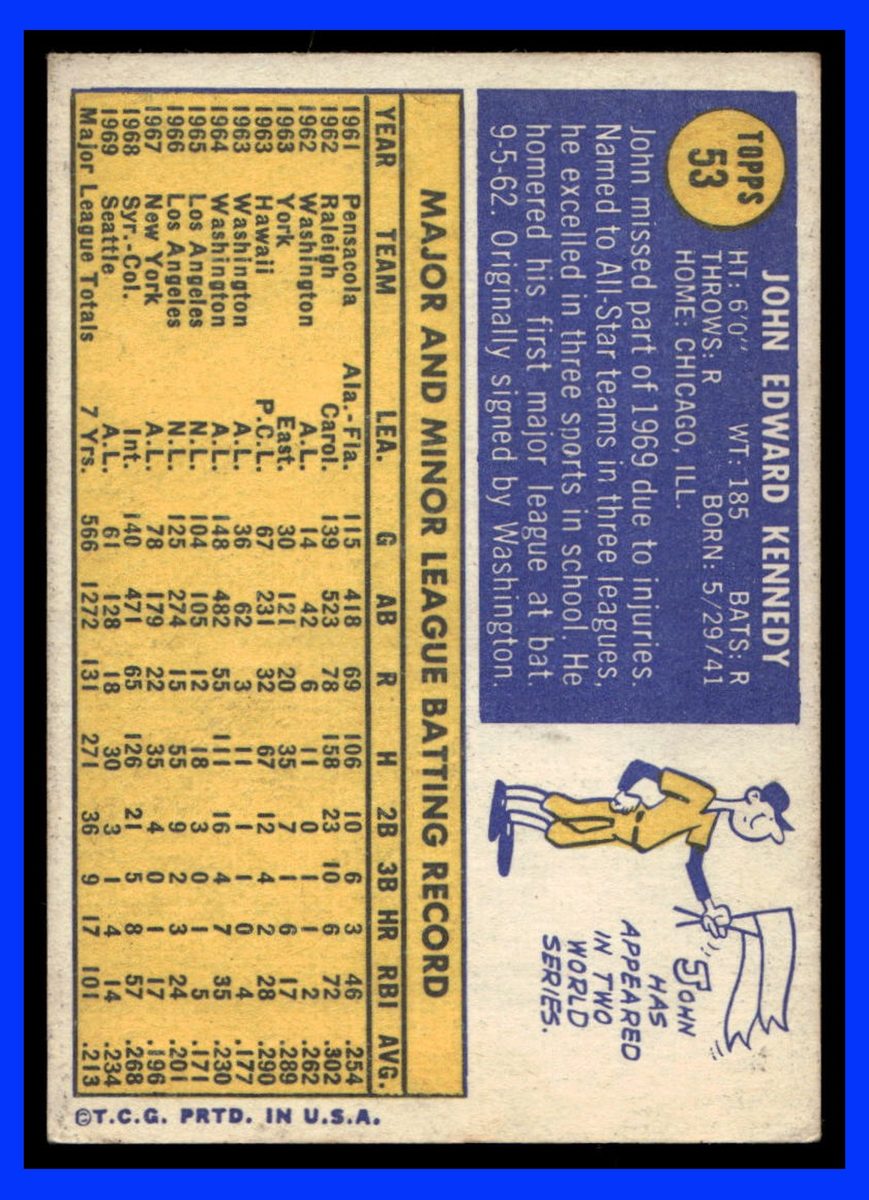 TOPPS
53
JOHN EDWARD KENNEDY
HT: 6'0" WT: 185 BATS: R
THROWS: R BORN: 5/29/41
HOME: CHICAGO, ILL.
John missed part of 1969 due to injuries.
Named to All-Star teams in three leagues,
he excelled in three sports in school. He
homered his first major league at bat
9-5-62. Originally signed by Washington.
JOHN
HAS
APPEARED
IN TWO
WORLD
SERIES.
MAJOR AND MINOR LEAGUE BATTING RECORD
YEAR TEAM LEA. G AB R H 2B 3B HR RBI AVG.
1961 Pensacola Ala.-Fla. 115 418 69 106 10 6 3 46 .254
1962 Raleigh Carol. 139 523 78 158 23 10 6 72 .302
1962 Washington A.L. 14 42 6 11 0 1 1 2 .262
1963 York East. 30 121 20 35 7 1 6 17 .289
1963 Hawaii P.C.L. 67 231 32 67 12 4 2 28 .290
1963 Washington A.L. 36 62 3 11 1 1 0 4 .177
1964 Washington A.L. 148 482 55 111 16 4 7 35 .230
1965 Los Angeles N.L. 104 105 12 18 3 0 1 5 .171
1966 Los Angeles N.L. 125 274 15 55 9 2 3 24 .201
1967 New York A.L. 78 179 22 35 4 0 1 17 .196
1968 Syr.-Col. Int. 140 471 65 126 21 5 8 57 .268
1969 Seattle A.L. 61 128 18 30 3 1 4 14 .234
Major League Totals 7 Yrs. 566 1272 131 271 36 9 17 101 .213
©T.C.G. PRTD. IN U.S.A.